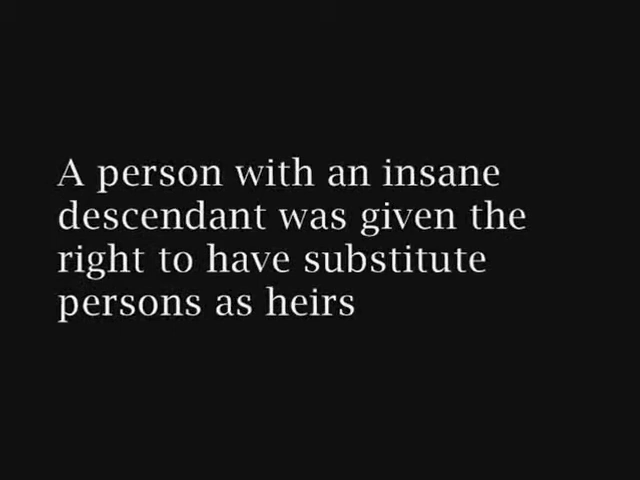 A person with an insane
descendant was given the
right to have substitute
persons as heirs